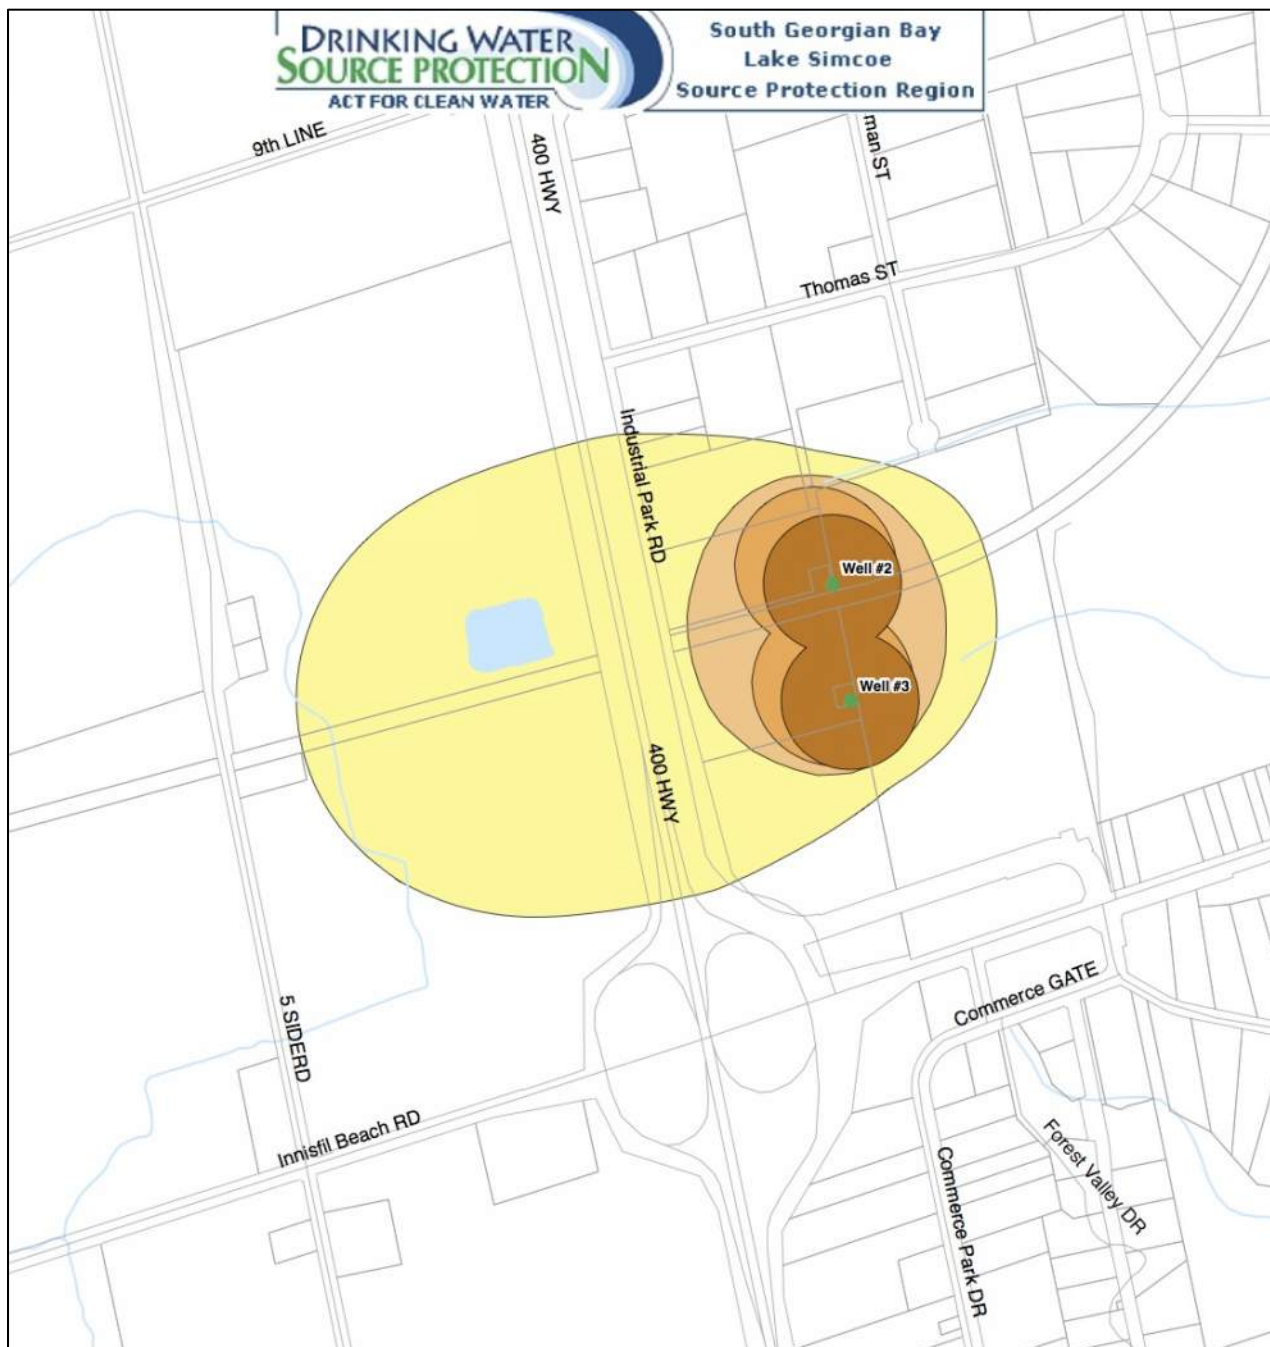 DRINKING WATER
SOURCE PROTECTION
ACT FOR CLEAN WATER
South Georgian Bay
Lake Simcoe
Source Protection Region
9th LINE
400 HWY
man ST
Thomas ST
Industrial Park RD
Well #2
Well #3
400 HWY
Commerce GATE
5 SIDERD
Innisfil Beach RD
Forest Valley DR
Commerce Park DR